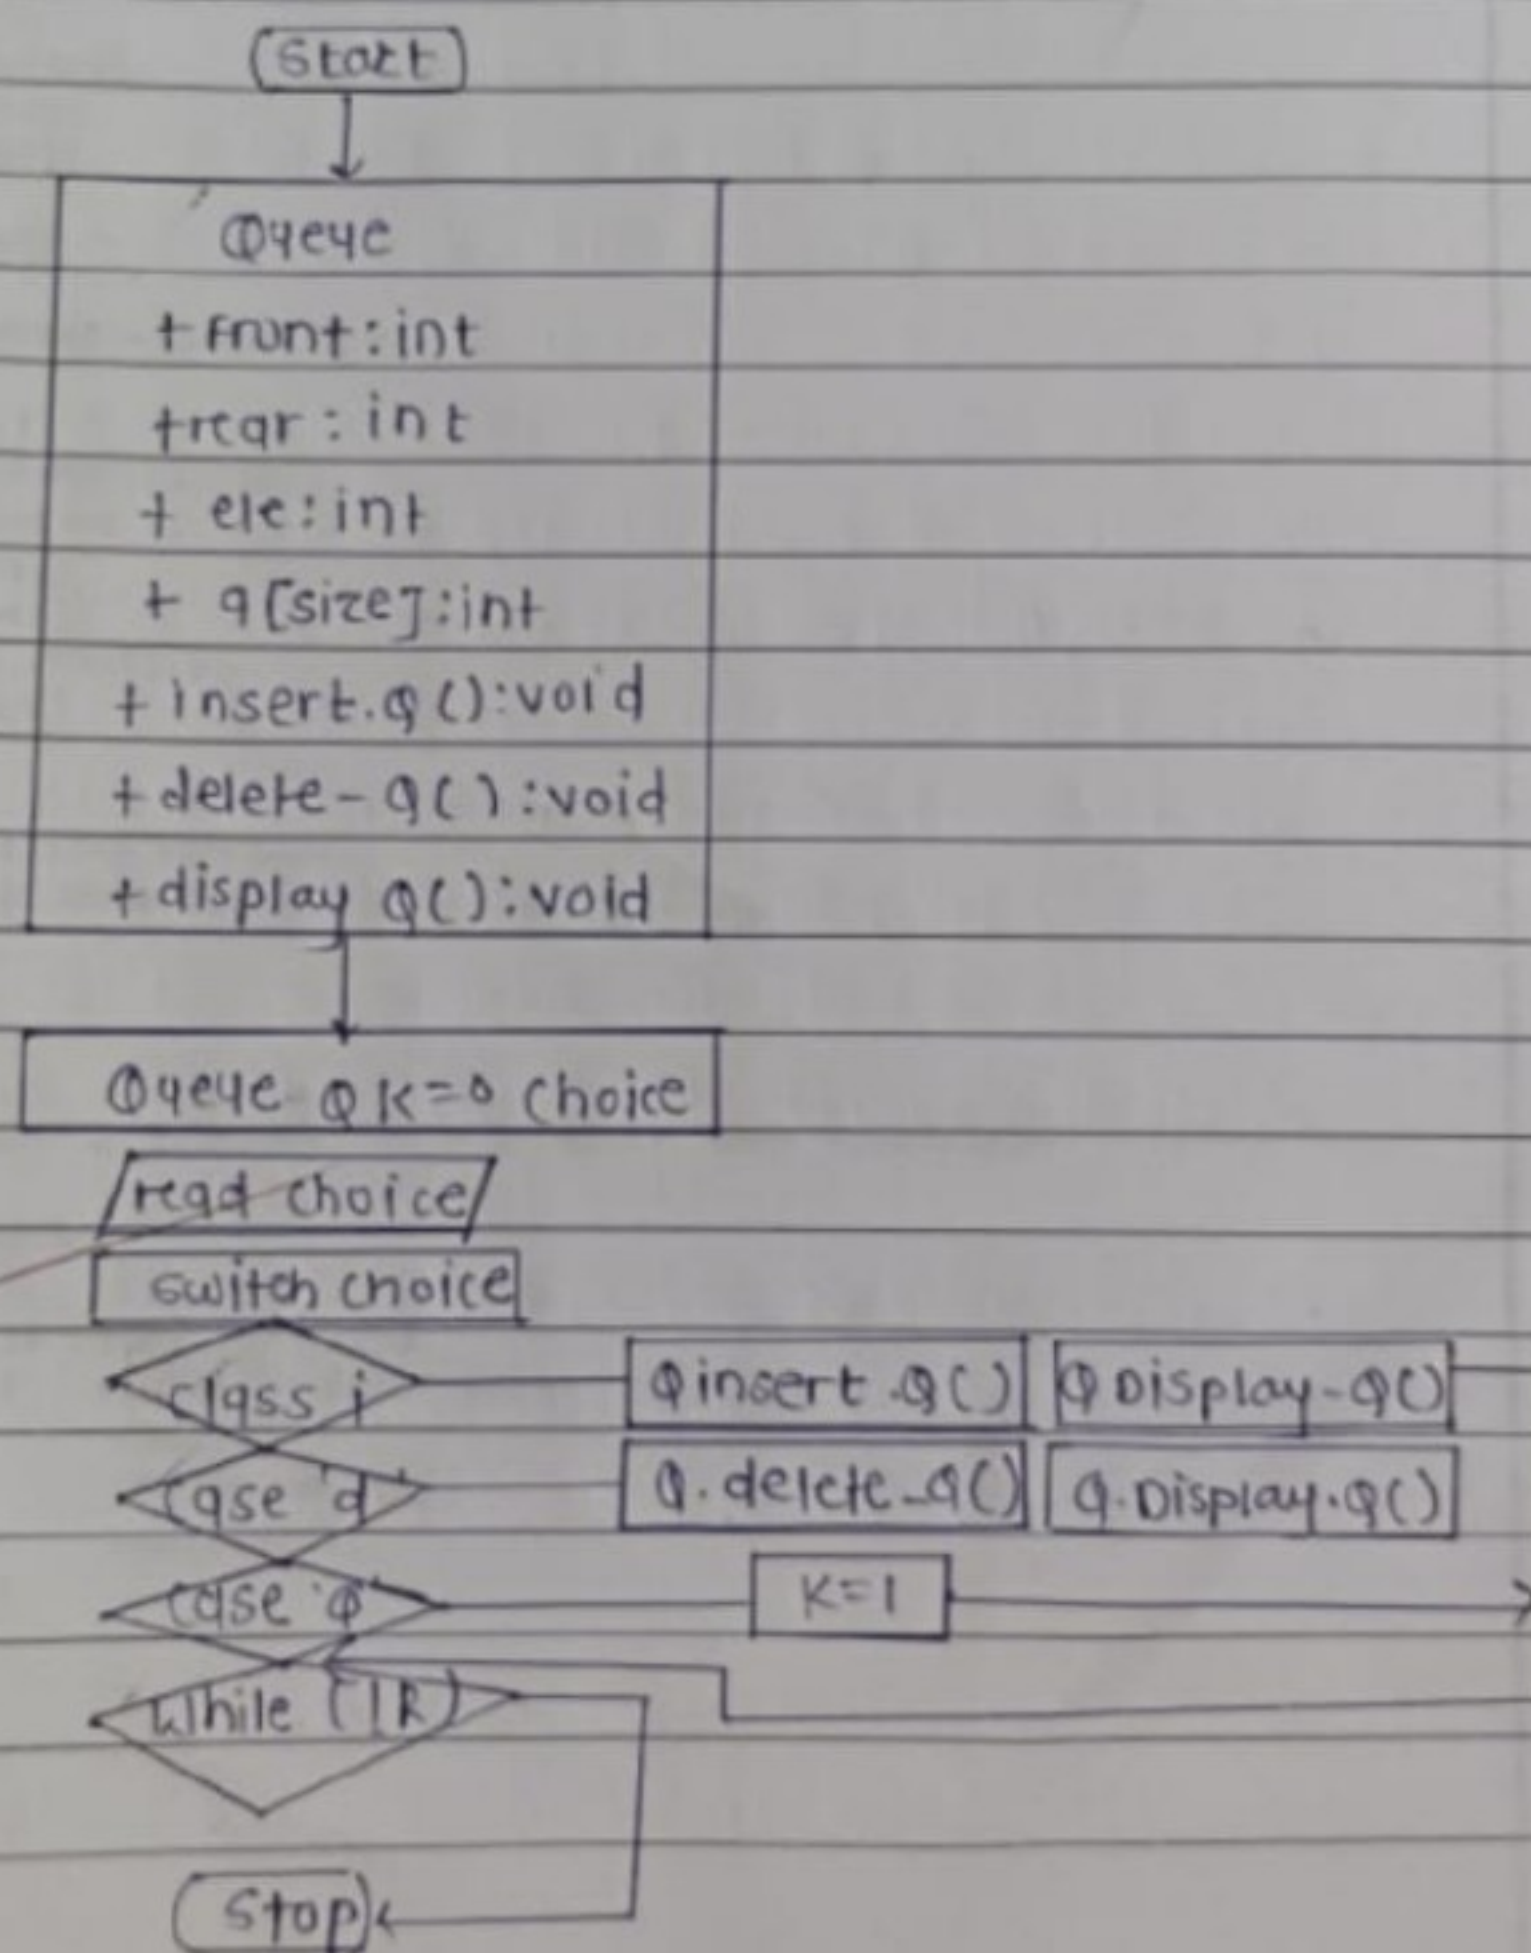 Start
Queue
+ Front : int
+ rear : int
+ ele : int
+ q[size] : int
+ insert.Q() : void
+ delete-Q() : void
+ display Q() : void
Queue Q K=0 choice
read choice
switch choice
class i Q insert.Q() Q Display-Q()
case 'd' Q.delete_Q() Q.Display.Q()
case 'Q' K=1
while (!R)
Stop